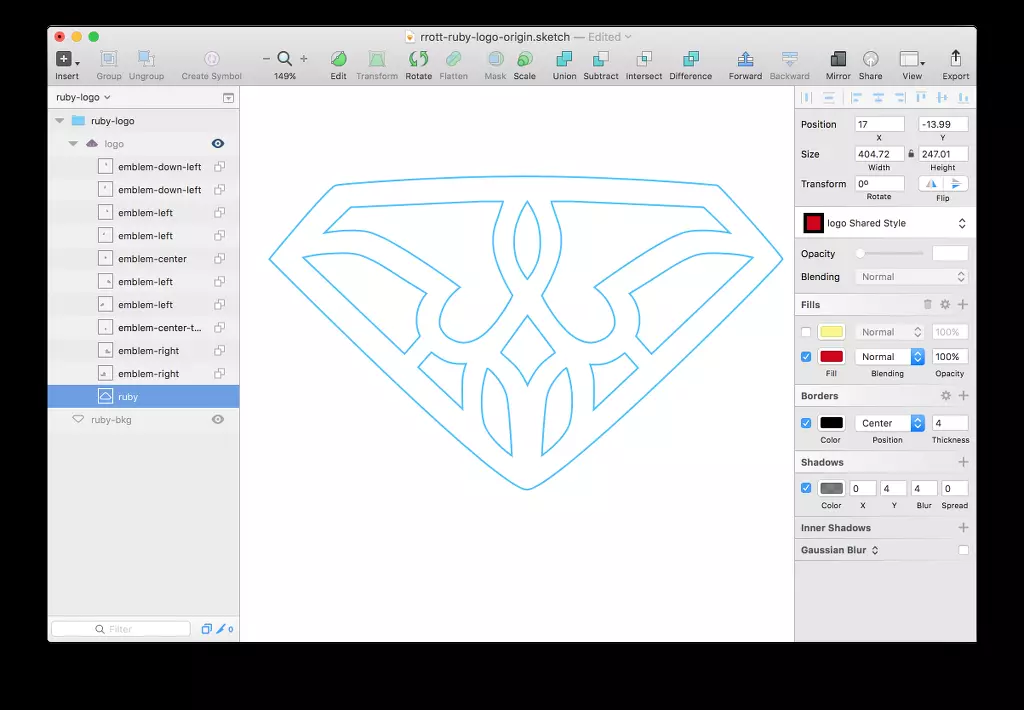 rrott-ruby-logo-origin.sketch — Edited
149%
Insert Group Ungroup Create Symbol Edit Transform Rotate Flatten Mask Scale Union Subtract Intersect Difference Forward Backward Mirror Share View Export
ruby-logo
ruby-logo
logo
emblem-down-left
emblem-down-left
emblem-left
emblem-left
emblem-center
emblem-left
emblem-left
emblem-center-t...
emblem-right
emblem-right
ruby
ruby-bkg
Filter
0
Position 17 -13.99
X Y
Size 404.72 247.01
Width Height
Transform 0º
Rotate Flip
logo Shared Style
Opacity
Blending Normal
Fills
Normal 100%
Normal 100%
Fill Blending Opacity
Borders
Center 4
Color Position Thickness
Shadows
0 4 4 0
Color X Y Blur Spread
Inner Shadows
Gaussian Blur